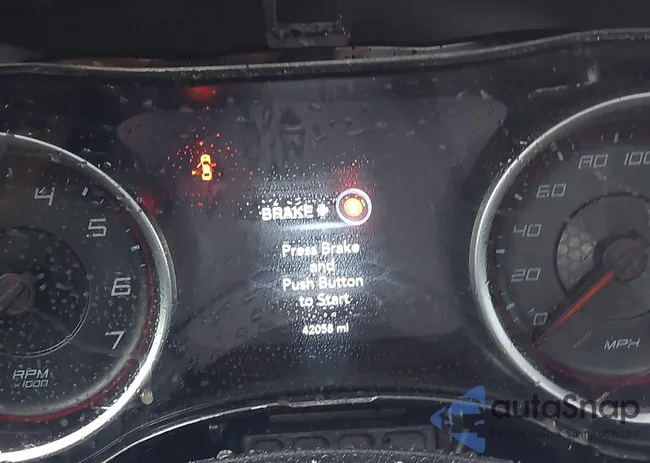 4
5
6
7
RPM
x1000
BRAKE +
Press Brake
and
Push Button
to Start
42058 mi
0
20
40
60
80
100
MPH
autoSnap